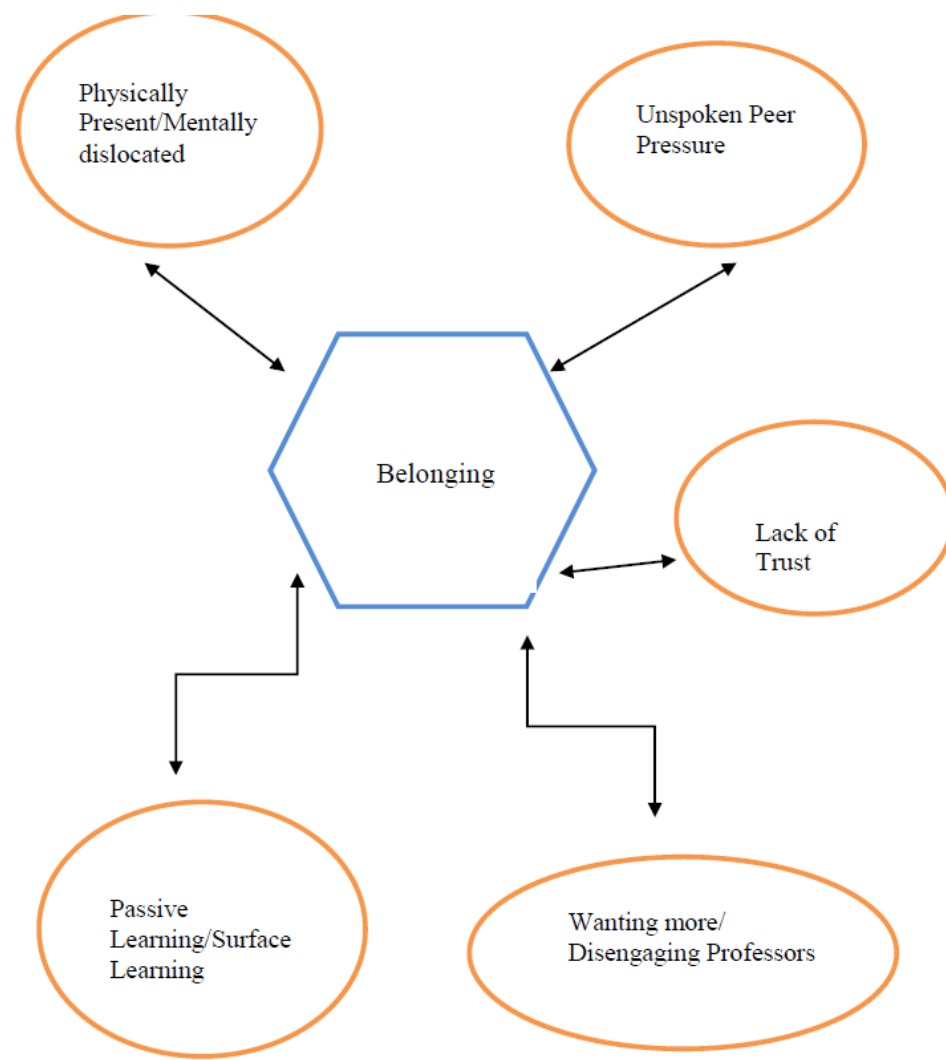 Physically
Present/Mentally
dislocated
Unspoken Peer
Pressure
Belonging
Lack of
Trust
Passive
Learning/Surface
Learning
Wanting more/
Disengaging Professors